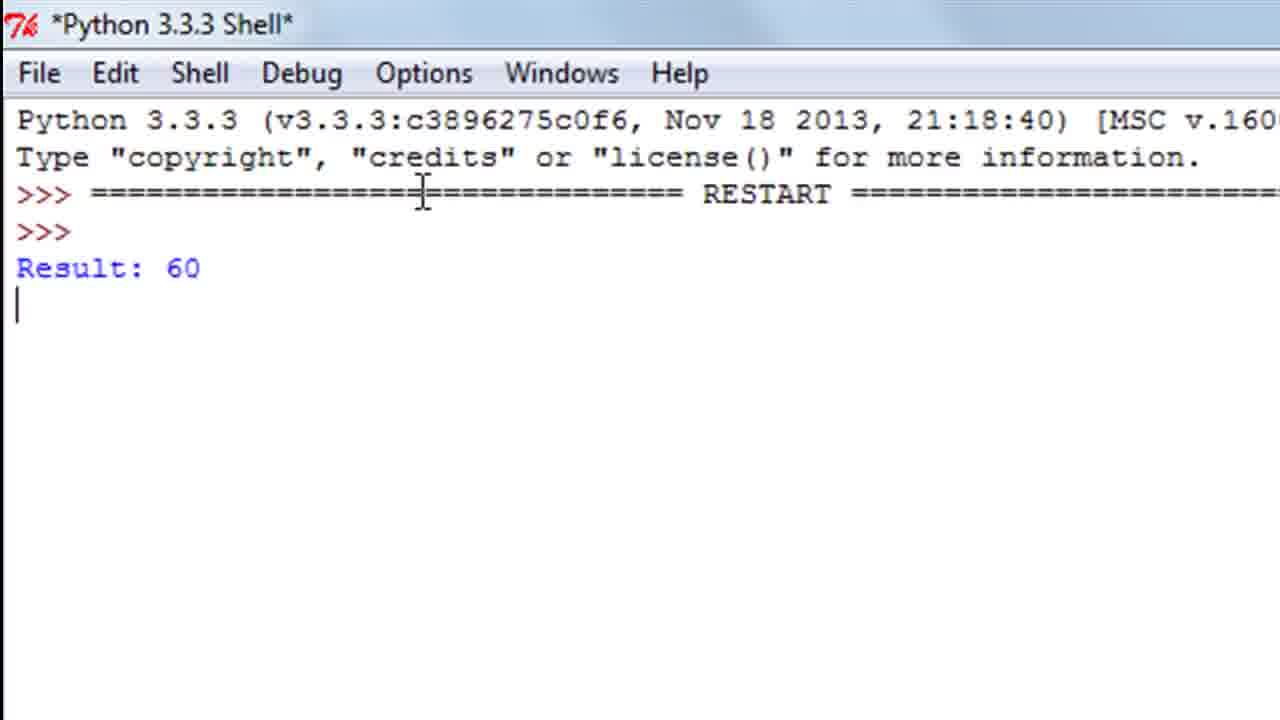 *Python 3.3.3 Shell*
File Edit Shell Debug Options Windows Help
Python 3.3.3 (v3.3.3:c3896275c0f6, Nov 18 2013, 21:18:40) [MSC v.160
Type "copyright", "credits" or "license()" for more information.
>>> ================================ RESTART =======================
>>>
Result: 60